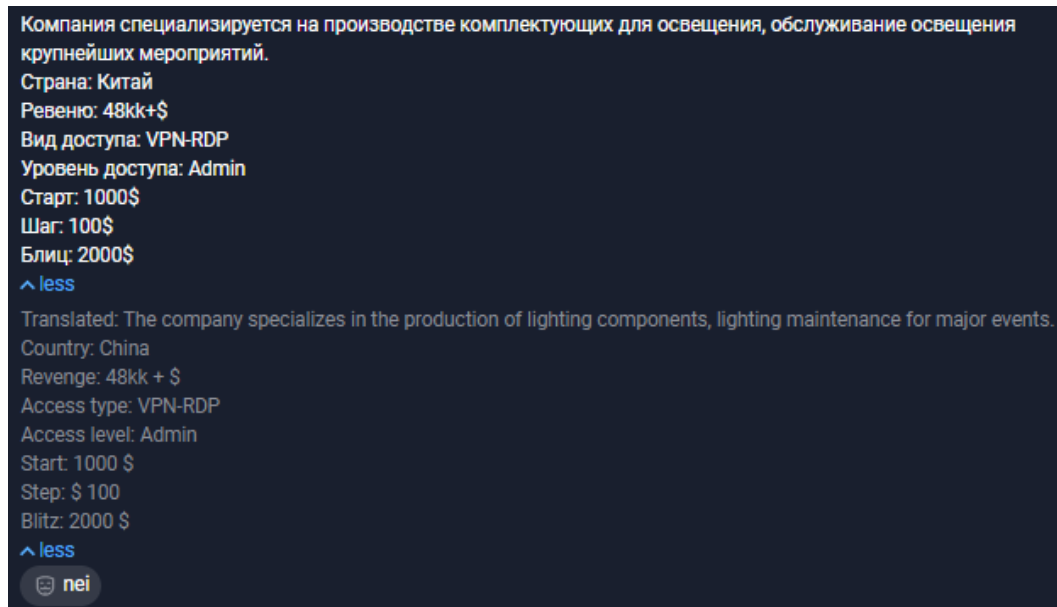 Компания специализируется на производстве комплектующих для освещения, обслуживание освещения
крупнейших мероприятий.
Страна: Китай
Ревеню: 48kk+$
Вид доступа: VPN-RDP
Уровень доступа: Admin
Старт: 1000$
Шаг: 100$
Блиц: 2000$
less
Translated: The company specializes in the production of lighting components, lighting maintenance for major events.
Country: China
Revenge: 48kk + $
Access type: VPN-RDP
Access level: Admin
Start: 1000 $
Step: $ 100
Blitz: 2000 $
less
nei